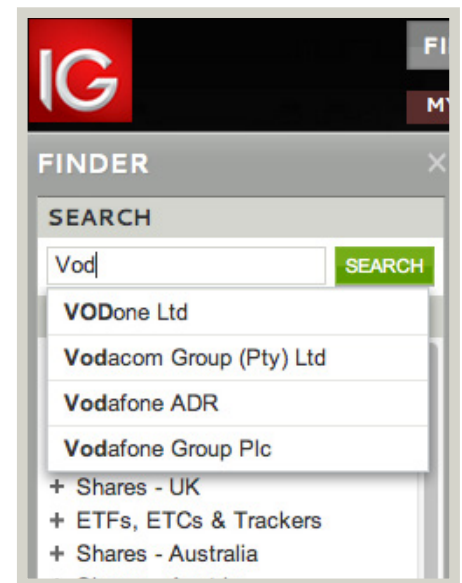 IG
FINDER
SEARCH
Vod SEARCH
VODone Ltd
Vodacom Group (Pty) Ltd
Vodafone ADR
Vodafone Group Plc
+ Shares - UK
+ ETFs, ETCs & Trackers
+ Shares - Australia